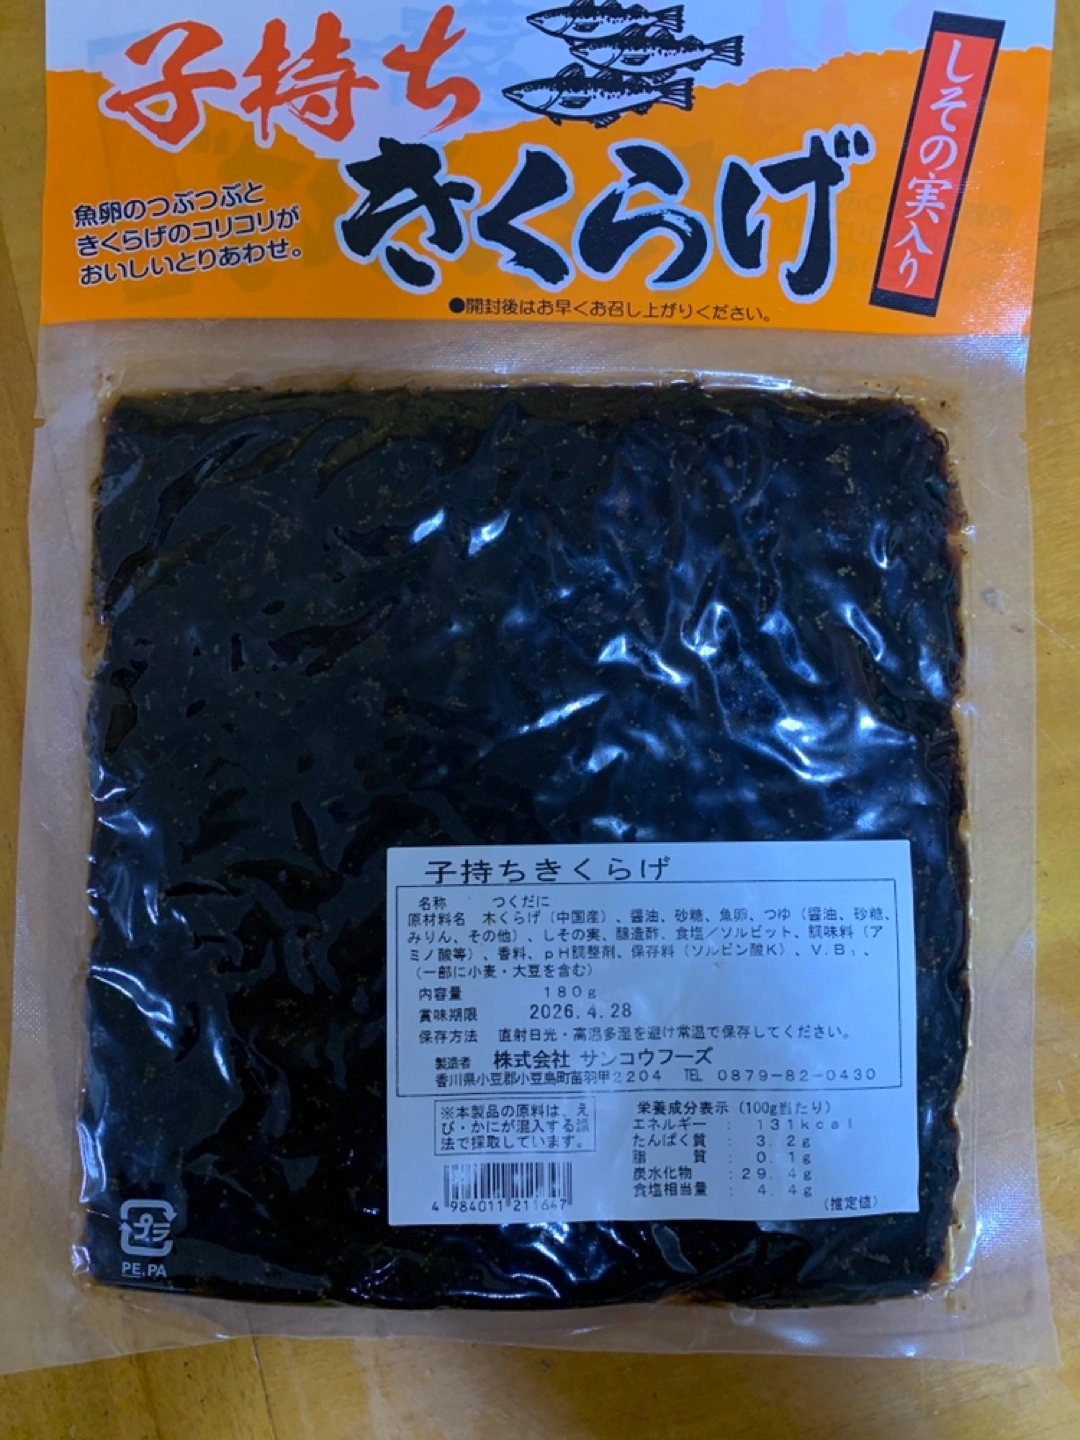 子持ち
きくらげ
しその実入り
魚卵のつぶつぶと
きくらげのコリコリが
おいしいとりあわせ。
●開封後はお早くお召し上がりください。
子持ちきくらげ
名称 つくだに
原材料名 木くらげ（中国産）、醤油、砂糖、魚卵、つゆ（醤油、砂糖、
みりん、その他）、しその実、醸造酢、食塩／ソルビット、調味料（ア
ミノ酸等）、香料、pH調整剤、保存料（ソルビン酸K）、V.B₁、
（一部に小麦・大豆を含む）
内容量 180g
賞味期限 2026.4.28
保存方法 直射日光・高温多湿を避け常温で保存してください。
製造者 株式会社 サンコウフーズ
香川県小豆郡小豆島町苗羽甲2204 TEL 0879-82-0430
※本製品の原料は、え
び・かにが混入する漁
法で採取しています。
栄養成分表示（100g当たり）
エネルギー : 131kcal
たんぱく質 : 3.2g
脂質 : 0.1g
炭水化物 : 29.4g
食塩相当量 : 4.4g
（推定値）
4 984011 211647
プラ
PE,PA